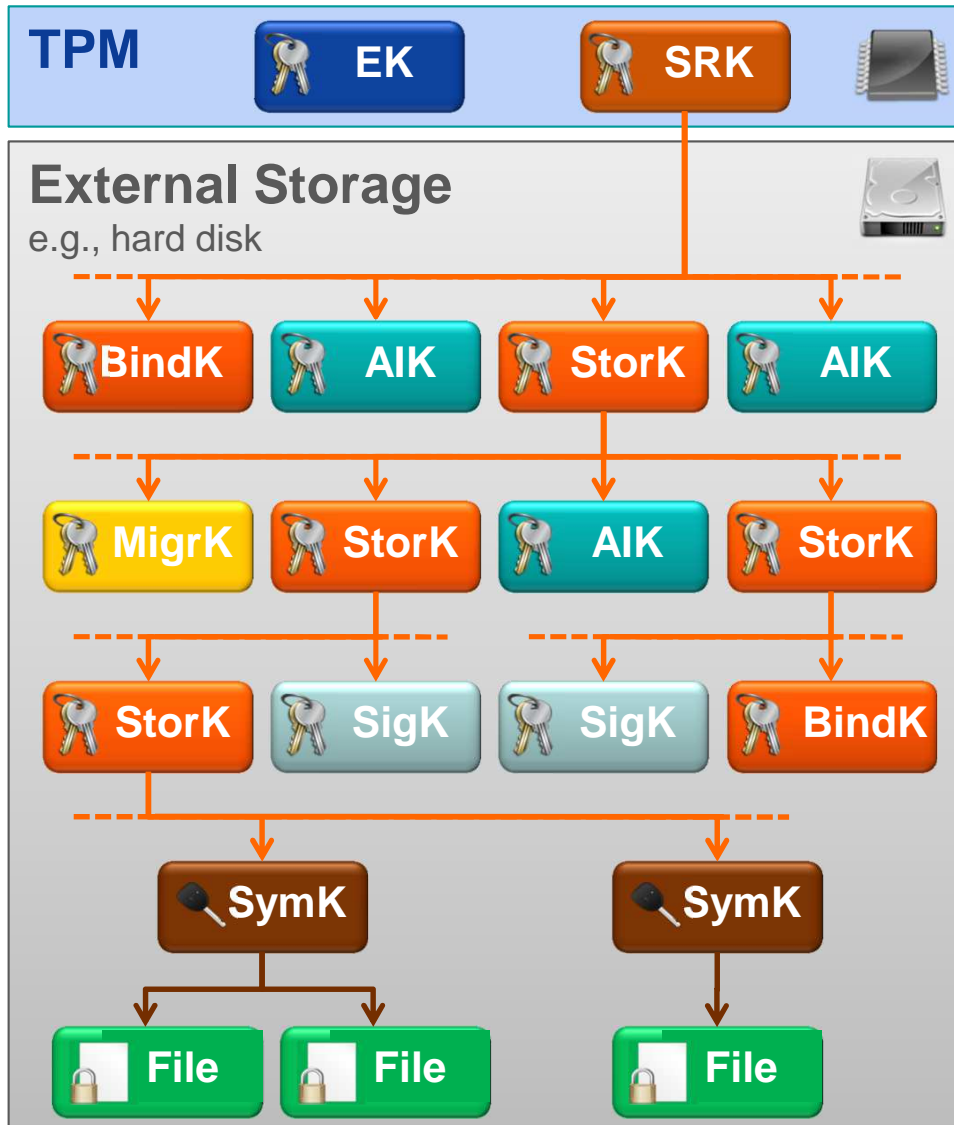 TPM
EK
SRK
External Storage
e.g., hard disk
BindK
AIK
StorK
AIK
MigrK
StorK
AIK
StorK
StorK
SigK
SigK
BindK
SymK
SymK
File
File
File